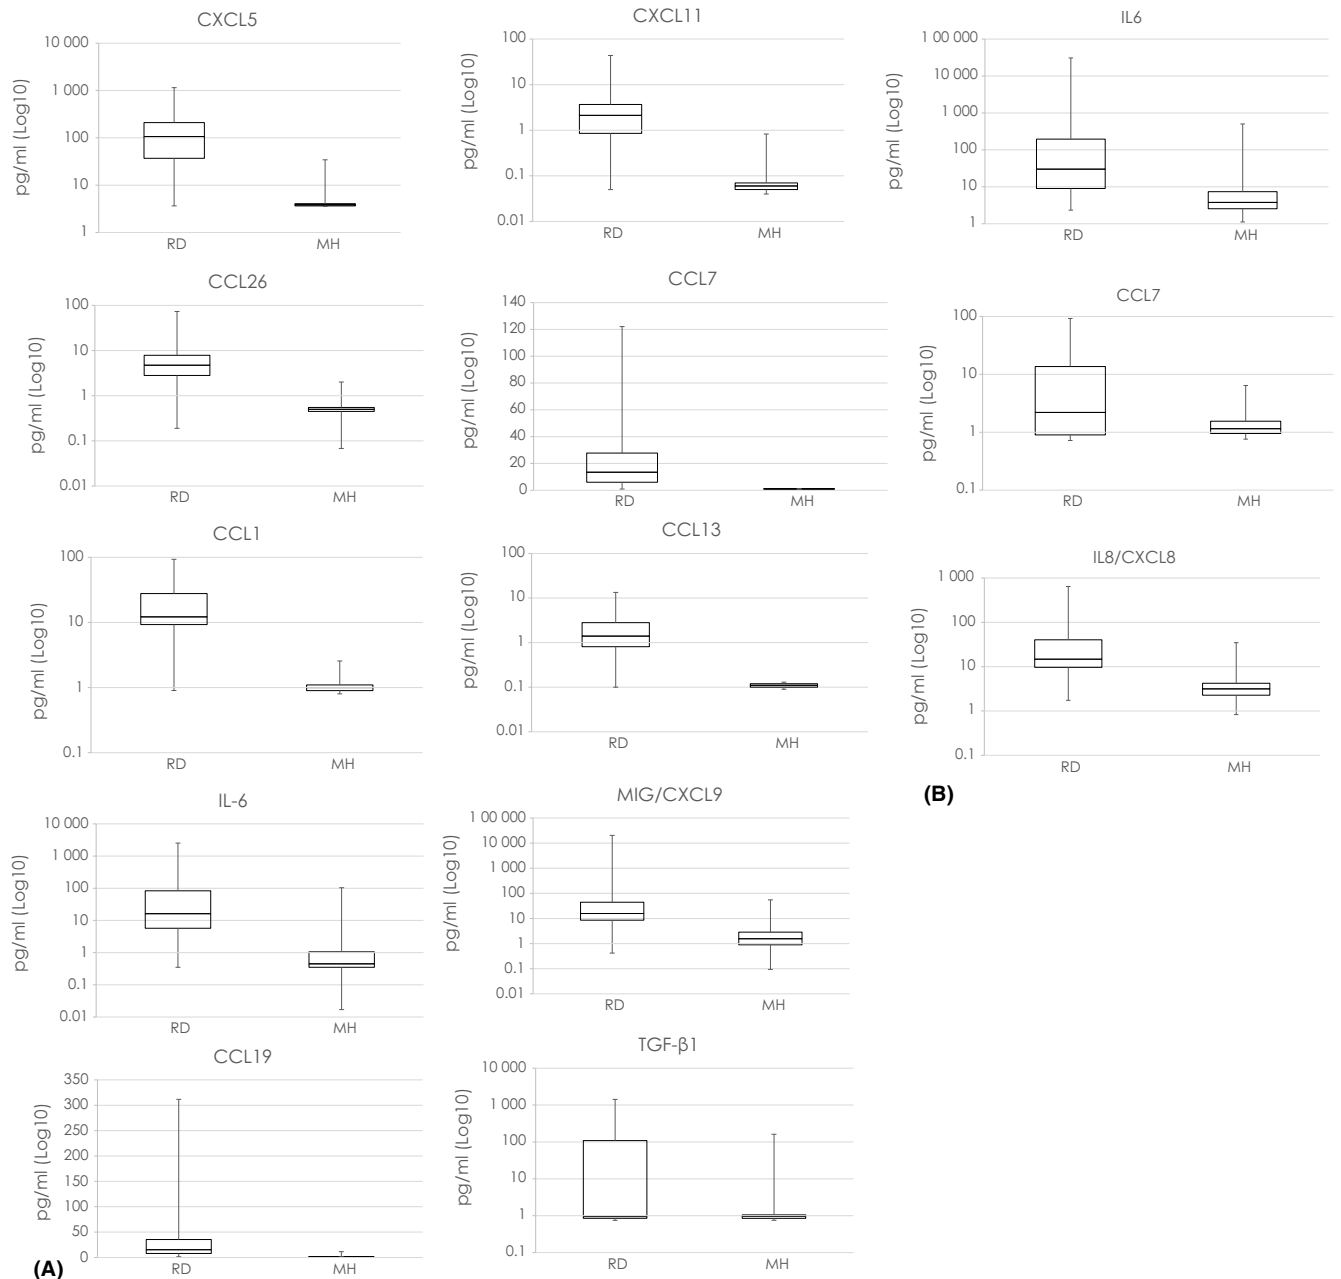 CXCL5
pg/ml (Log10)
10 000
1 000
100
10
1
RD MH
CXCL11
pg/ml (Log10)
100
10
1
0.1
0.01
RD MH
CCL26
pg/ml (Log10)
100
10
1
0.1
0.01
RD MH
CCL7
pg/ml (Log10)
140
120
100
80
60
40
20
0
RD MH
CCL1
pg/ml (Log10)
100
10
1
0.1
RD MH
CCL13
pg/ml (Log10)
100
10
1
0.1
0.01
RD MH
IL-6
pg/ml (Log10)
10 000
1 000
100
10
1
0.1
0.01
RD MH
MIG/CXCL9
pg/ml (Log10)
1 00 000
10 000
1 000
100
10
1
0.1
0.01
RD MH
CCL19
pg/ml (Log10)
350
300
250
200
150
100
50
0
RD MH
TGF-β1
pg/ml (Log10)
10 000
1 000
100
10
1
0.1
RD MH
(A)
IL6
pg/ml (Log10)
1 00 000
10 000
1 000
100
10
1
RD MH
CCL7
pg/ml (Log10)
100
10
1
0.1
RD MH
IL8/CXCL8
pg/ml (Log10)
1 000
100
10
1
0.1
RD MH
(B)